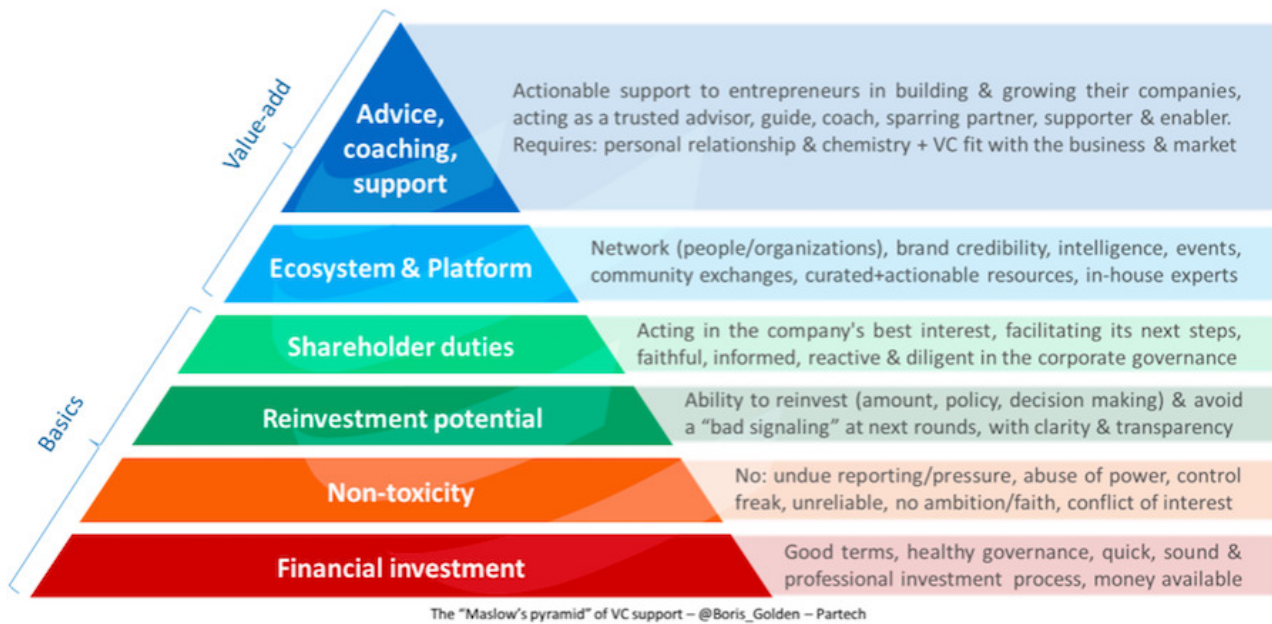 Value-add
Advice,
coaching,
support
Actionable support to entrepreneurs in building & growing their companies,
acting as a trusted advisor, guide, coach, sparring partner, supporter & enabler.
Requires: personal relationship & chemistry + VC fit with the business & market
Ecosystem & Platform
Network (people/organizations), brand credibility, intelligence, events,
community exchanges, curated+actionable resources, in-house experts
Basics
Shareholder duties
Acting in the company's best interest, facilitating its next steps,
faithful, informed, reactive & diligent in the corporate governance
Reinvestment potential
Ability to reinvest (amount, policy, decision making) & avoid
a “bad signaling” at next rounds, with clarity & transparency
Non-toxicity
No: undue reporting/pressure, abuse of power, control
freak, unreliable, no ambition/faith, conflict of interest
Financial investment
Good terms, healthy governance, quick, sound &
professional investment process, money available
The “Maslow’s pyramid” of VC support – @Boris_Golden – Partech